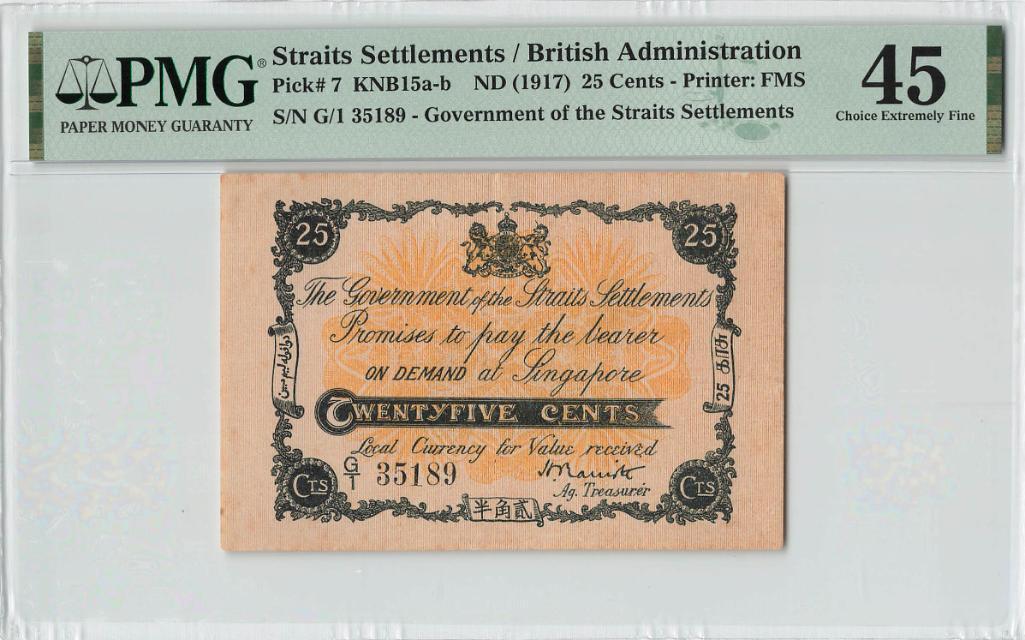 PMG®
PAPER MONEY GUARANTY
Straits Settlements / British Administration
Pick# 7 KNB15a-b ND (1917) 25 Cents - Printer: FMS
S/N G/1 35189 - Government of the Straits Settlements
45
Choice Extremely Fine
25
25
The Government of the Straits Settlements
Promises to pay the bearer
ON DEMAND at Singapore
TWENTYFIVE CENTS
Local Currency for Value received
G/1 35189
Ag. Treasurer
25 காசு
CTS
CTS
半角貳